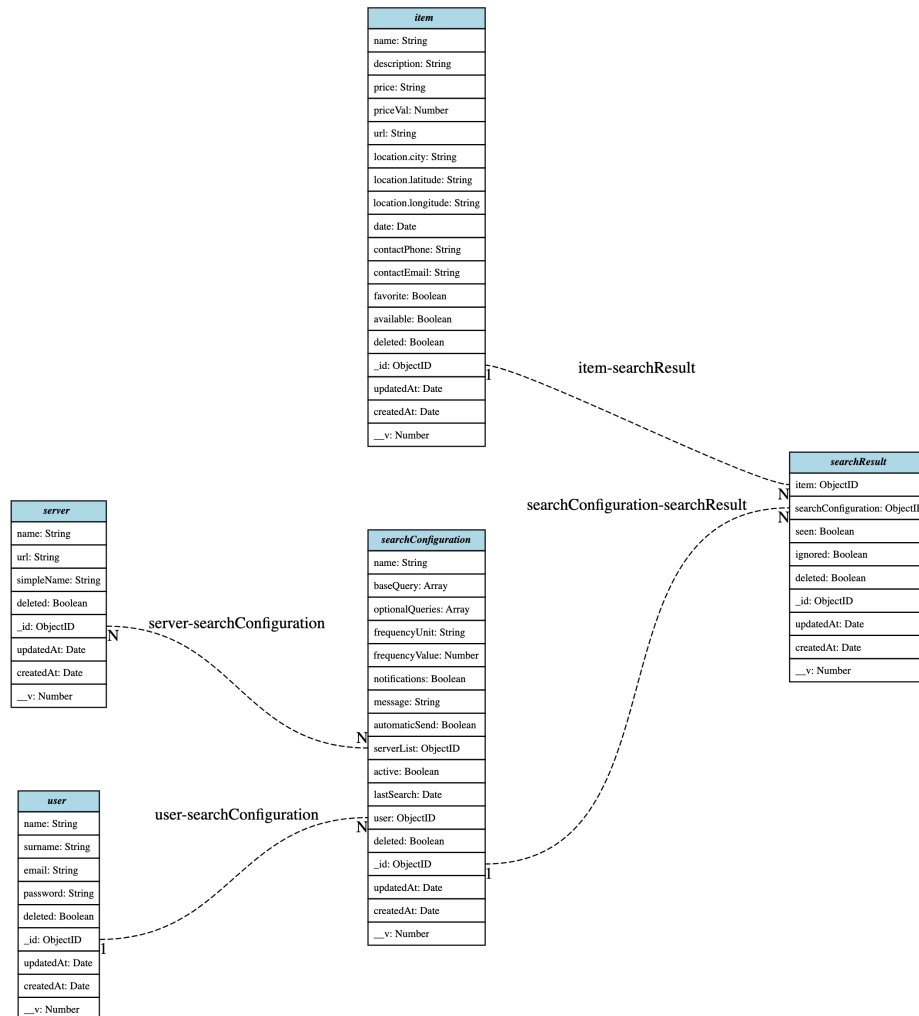 item
name: String
description: String
price: String
priceVal: Number
url: String
location.city: String
location.latitude: String
location.longitude: String
date: Date
contactPhone: String
contactEmail: String
favorite: Boolean
available: Boolean
deleted: Boolean
_id: ObjectID
updatedAt: Date
createdAt: Date
__v: Number
1
item-searchResult
N
searchResult
item: ObjectID
searchConfiguration: ObjectID
seen: Boolean
ignored: Boolean
deleted: Boolean
_id: ObjectID
updatedAt: Date
createdAt: Date
__v: Number
N
searchConfiguration-searchResult
server
name: String
url: String
simpleName: String
deleted: Boolean
_id: ObjectID
updatedAt: Date
createdAt: Date
__v: Number
N
server-searchConfiguration
N
searchConfiguration
name: String
baseQuery: Array
optionalQueries: Array
frequencyUnit: String
frequencyValue: Number
notifications: Boolean
message: String
automaticSend: Boolean
serverList: ObjectID
active: Boolean
lastSearch: Date
user: ObjectID
deleted: Boolean
_id: ObjectID
updatedAt: Date
createdAt: Date
__v: Number
1
user-searchConfiguration
N
user
name: String
surname: String
email: String
password: String
deleted: Boolean
_id: ObjectID
updatedAt: Date
createdAt: Date
__v: Number
1